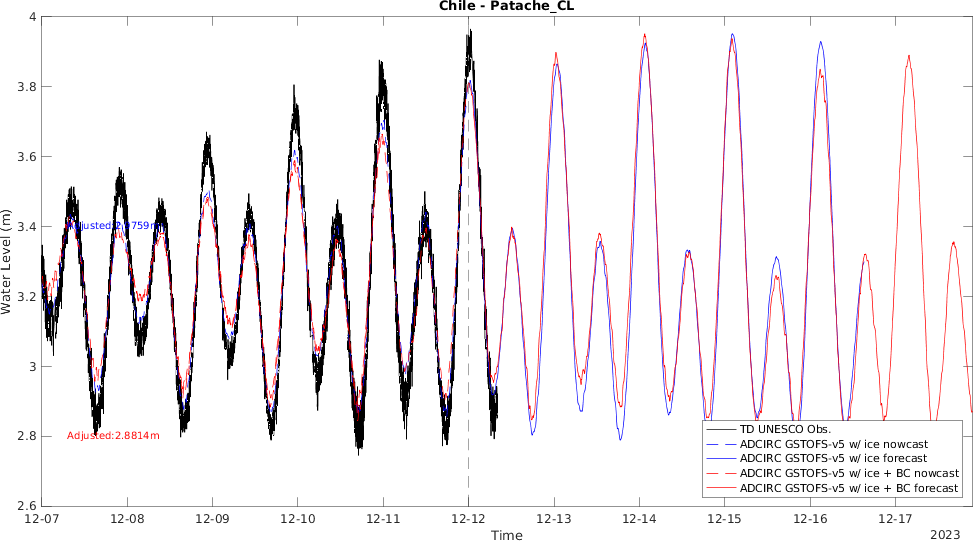 Chile - Patache_CL
4
3.8
3.6
3.4
3.2
3
2.8
2.6
Water Level (m)
Adjusted:2.9759m
Adjusted:2.8814m
TD UNESCO Obs.
ADCIRC GSTOFS-v5 w/ ice nowcast
ADCIRC GSTOFS-v5 w/ ice forecast
ADCIRC GSTOFS-v5 w/ ice + BC nowcast
ADCIRC GSTOFS-v5 w/ ice + BC forecast
12-07 12-08 12-09 12-10 12-11 12-12 12-13 12-14 12-15 12-16 12-17
Time
2023